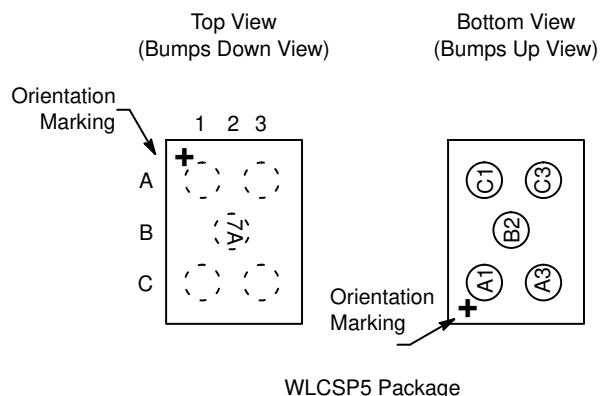 Top View
(Bumps Down View)
Bottom View
(Bumps Up View)
Orientation
Marking
1 2 3
A
B
C
7A
C1 C3
B2
A1 A3
Orientation
Marking
WLCSP5 Package